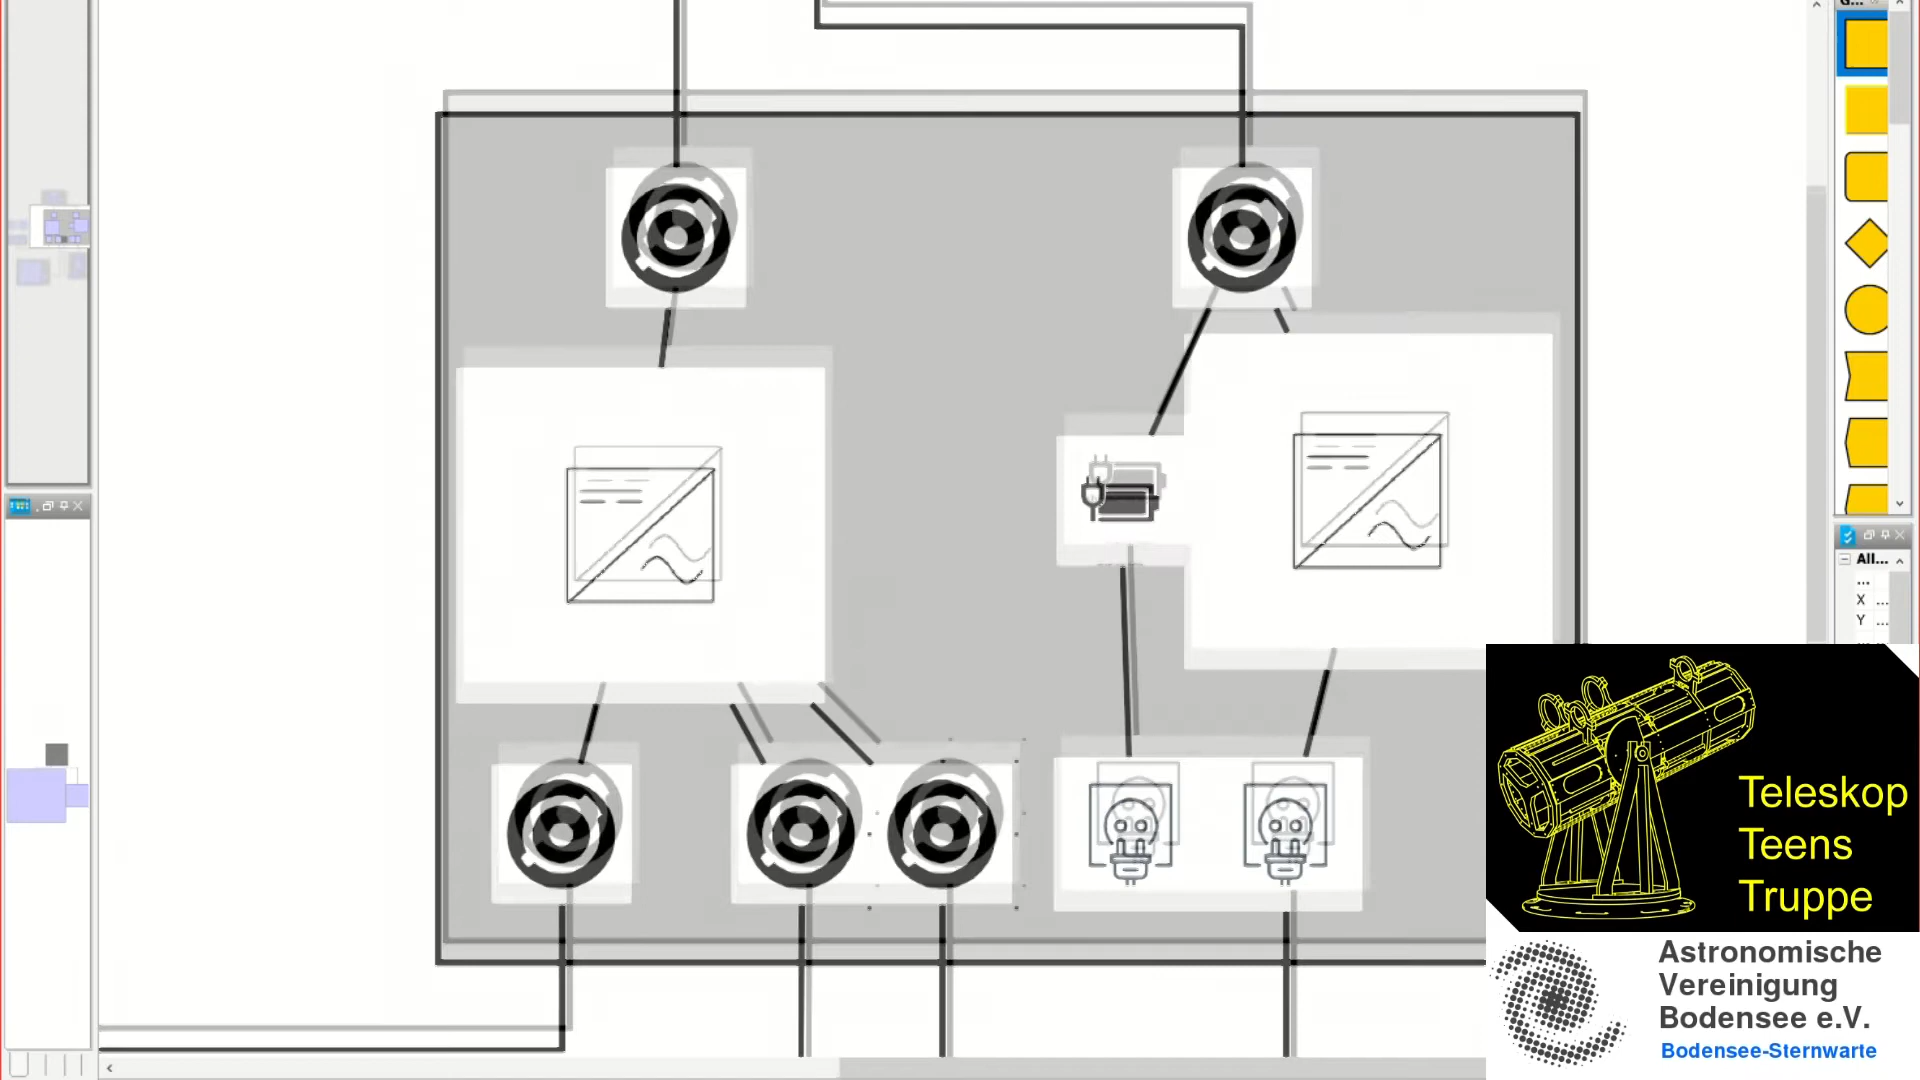 G...
All...
...
X ...
Y ...
Teleskop
Teens
Truppe
Astronomische
Vereinigung
Bodensee e.V.
Bodensee-Sternwarte